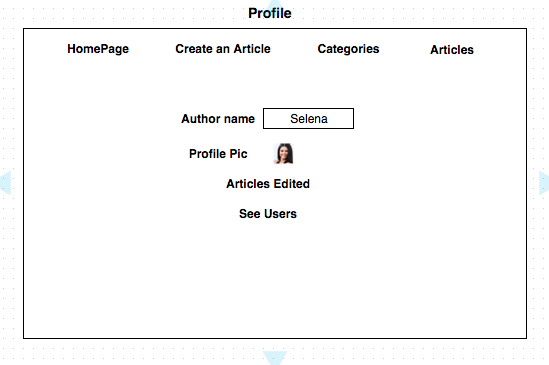 Profile
HomePage Create an Article Categories Articles
Author name Selena
Profile Pic
Articles Edited
See Users